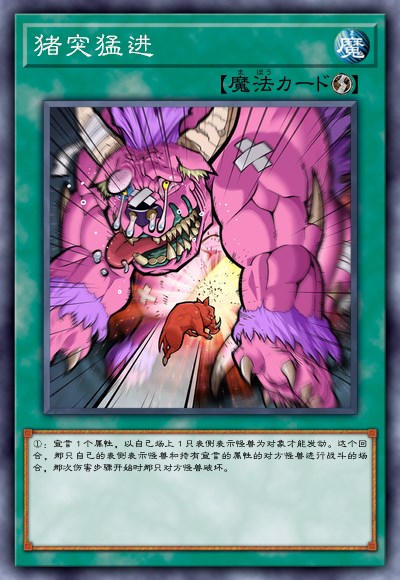 猪突猛进
魔
【魔法カード】
まほう
①：宣言1个属性，以自己场上1只表侧表示怪兽为对象才能发动。这个回
合，那只自己的表侧表示怪兽和持有宣言的属性的对方怪兽进行战斗的场
合，那次伤害步骤开始时那只对方怪兽破坏。